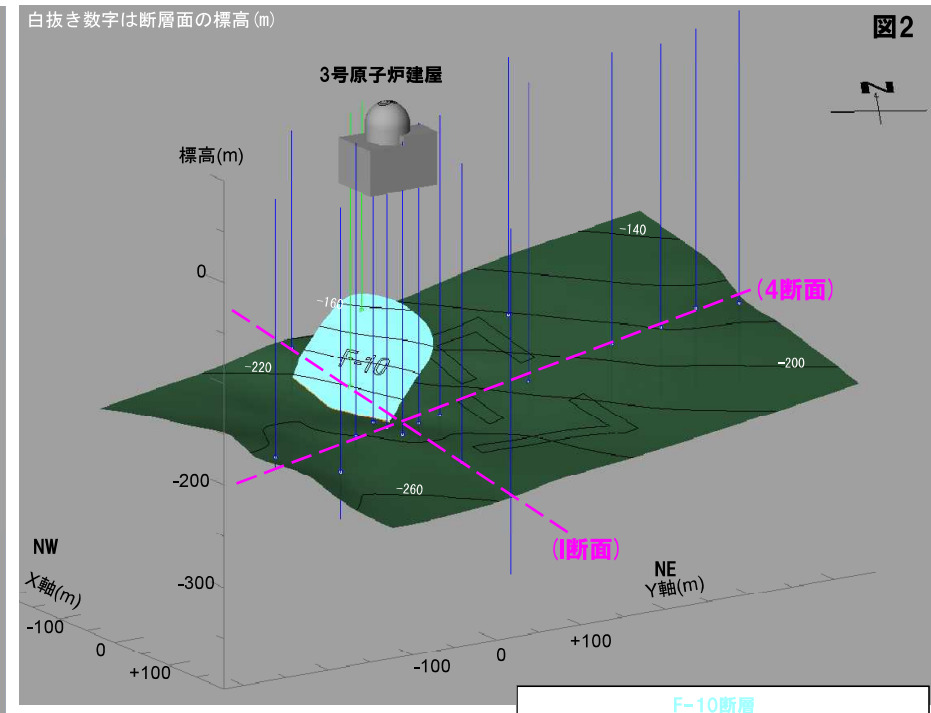 白抜き数字は断層面の標高(m)
図2
3号原子炉建屋
N
標高(m)
-140
0
(4断面)
-160
F-10
-220
-200
-200
-260
(I断面)
NW
NE
X軸(m)
Y軸(m)
-300
-100
0
+100
-100
0
+100
F-10断層